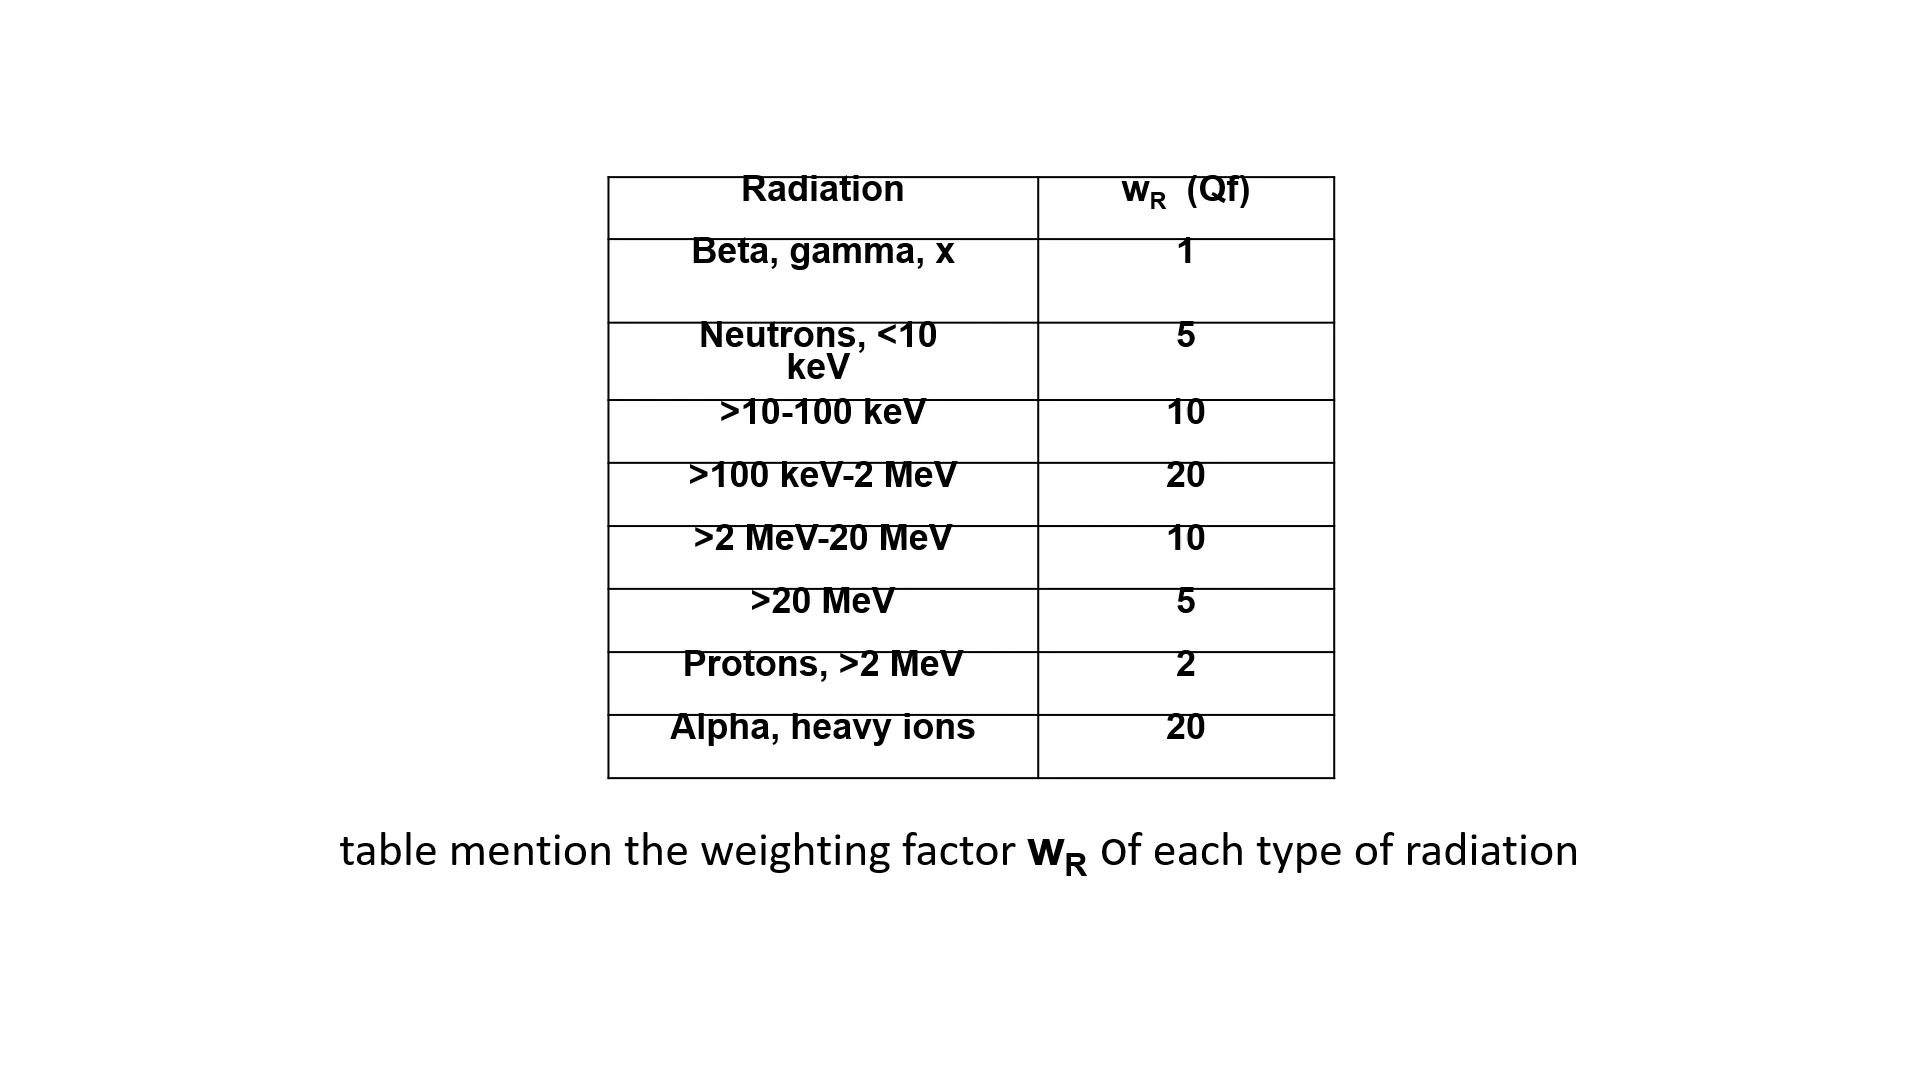 Radiation wR (Qf)
Beta, gamma, x 1
Neutrons, <10 5
keV
>10-100 keV 10
>100 keV-2 MeV 20
>2 MeV-20 MeV 10
>20 MeV 5
Protons, >2 MeV 2
Alpha, heavy ions 20
table mention the weighting factor wR of each type of radiation